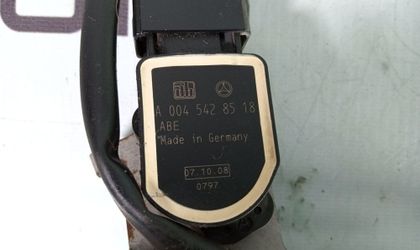 A 004 542 85 18
ABE
Made in Germany
07.10.08
0797